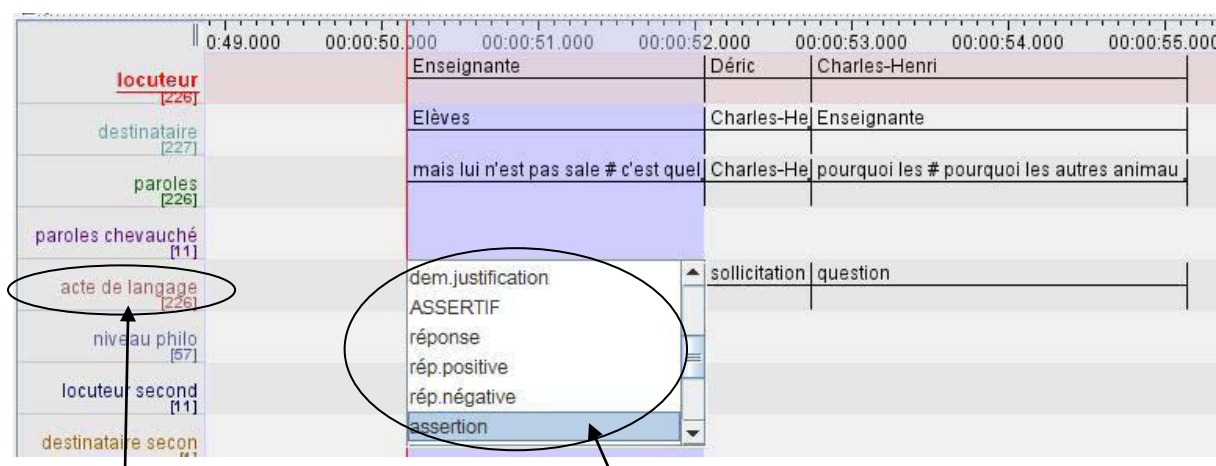 0:49.000 00:00:50.000 00:00:51.000 00:00:52.000 00:00:53.000 00:00:54.000 00:00:55.000
locuteur Enseignante Déric Charles-Henri
[226]
destinataire Elèves Charles-He Enseignante
[227]
paroles mais lui n'est pas sale # c'est quel Charles-He pourquoi les # pourquoi les autres animau
[226]
paroles chevauché
[11]
acte de langage sollicitation question
[226]
dem.justification
ASSERTIF
niveau philo réponse
[57]
rép.positive
locuteur second rép.négative
[11]
assertion
destinataire secon
[1]